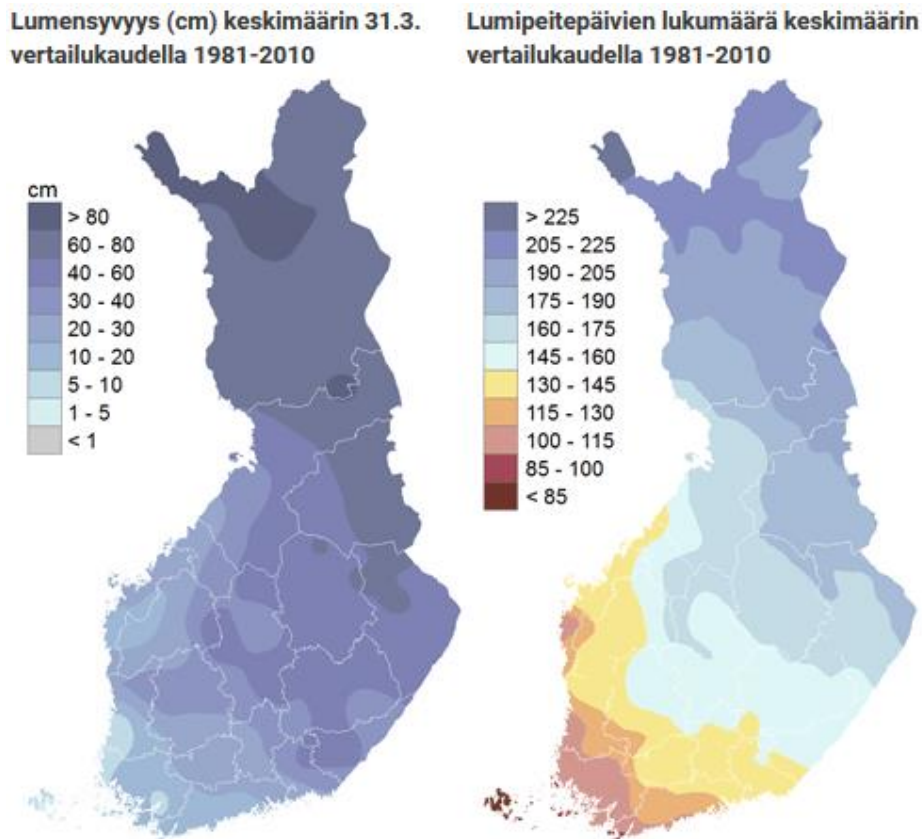 Lumensyvyys (cm) keskimäärin 31.3.
vertailukaudella 1981-2010
cm
> 80
60 - 80
40 - 60
30 - 40
20 - 30
10 - 20
5 - 10
1 - 5
< 1
Lumipeitepäivien lukumäärä keskimäärin
vertailukaudella 1981-2010
> 225
205 - 225
190 - 205
175 - 190
160 - 175
145 - 160
130 - 145
115 - 130
100 - 115
85 - 100
< 85